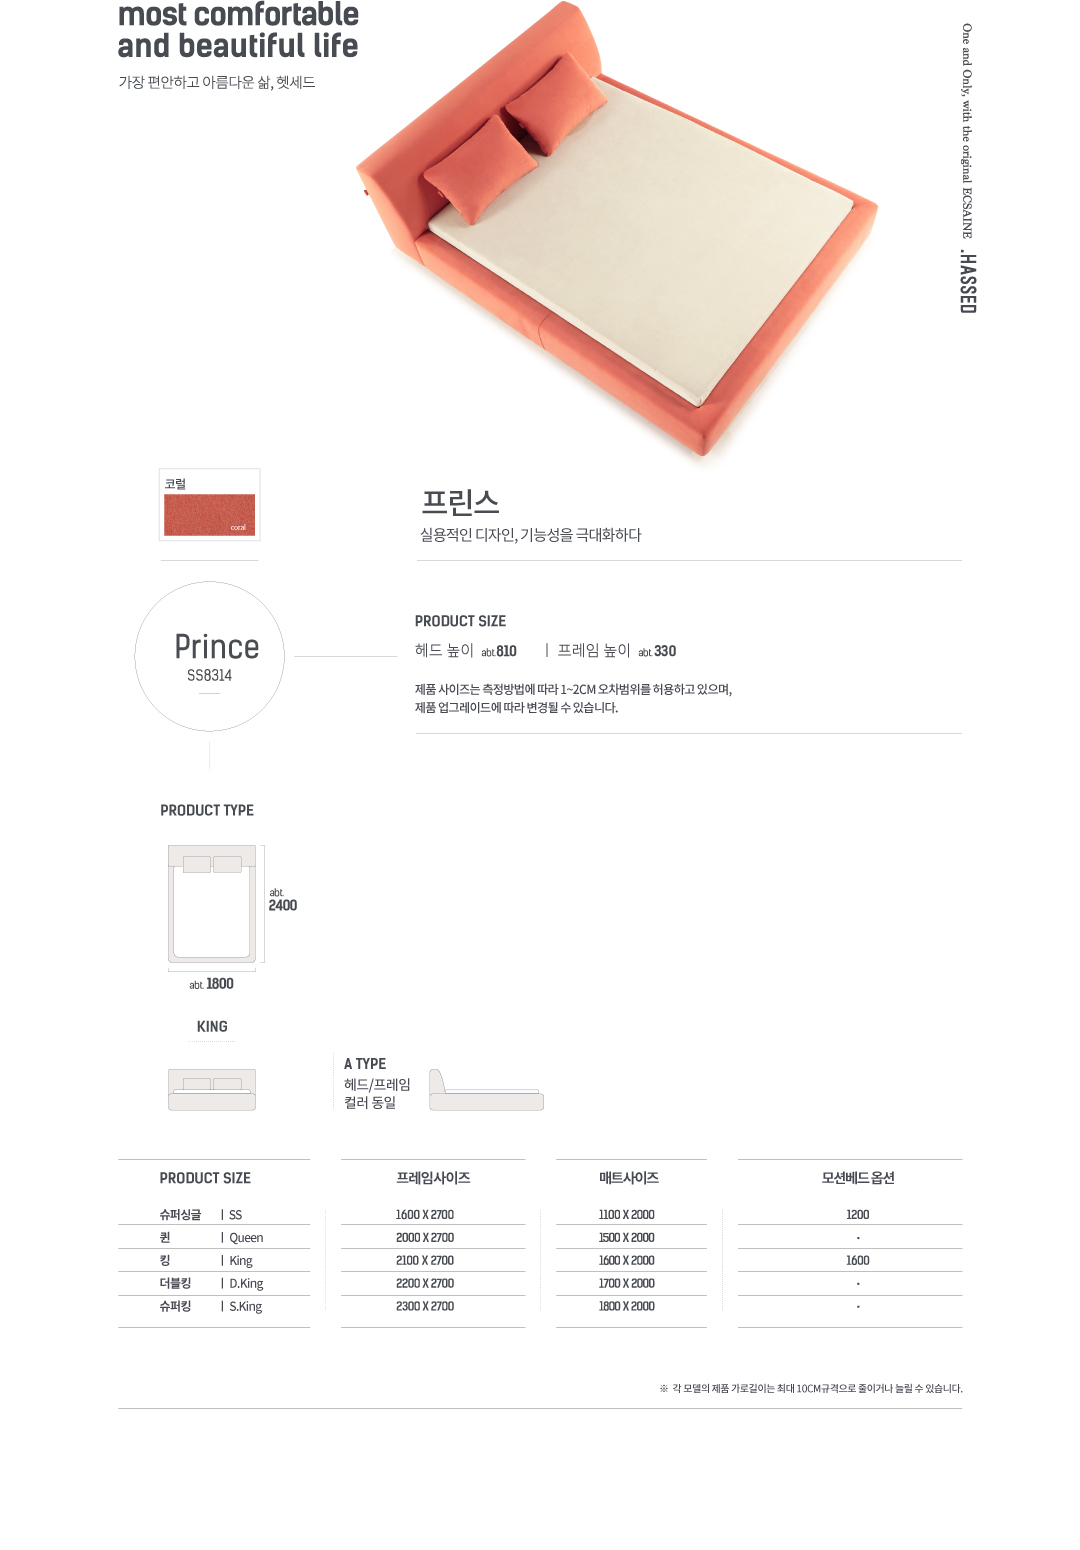 most comfortable
and beautiful life
가장 편안하고 아름다운 삶, 헷세드
One and Only, with the original ECSAINE .HASSED
코럴
coral
프린스
실용적인 디자인, 기능성을 극대화하다
Prince
SS8314
PRODUCT SIZE
헤드 높이 abt.810 | 프레임 높이 abt. 330
제품 사이즈는 측정방법에 따라 1~2CM 오차범위를 허용하고 있으며,
제품 업그레이드에 따라 변경될 수 있습니다.
PRODUCT TYPE
abt.
2400
abt. 1800
KING
A TYPE
헤드/프레임
컬러 동일
PRODUCT SIZE 프레임사이즈 매트사이즈 모션베드 옵션
슈퍼싱글 | SS 1600 X 2700 1100 X 2000 1200
퀸 | Queen 2000 X 2700 1500 X 2000 -
킹 | King 2100 X 2700 1600 X 2000 1600
더블킹 | D.King 2200 X 2700 1700 X 2000 -
슈퍼킹 | S.King 2300 X 2700 1800 X 2000 -
※ 각 모델의 제품 가로길이는 최대 10CM규격으로 줄이거나 늘릴 수 있습니다.